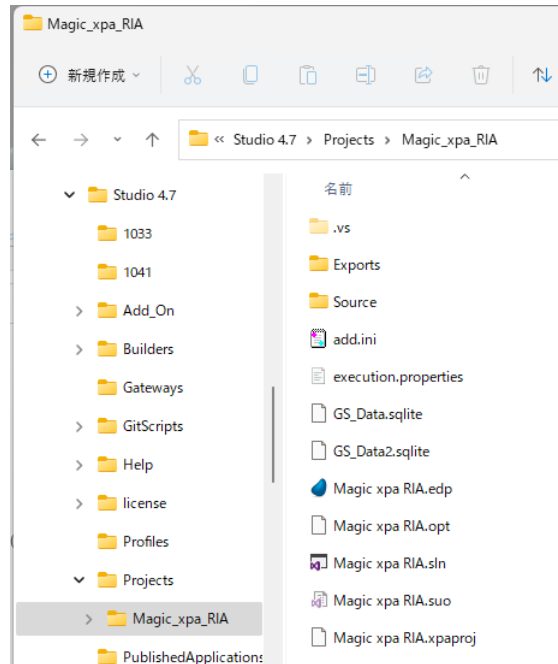 Magic_xpa_RIA
新規作成
Studio 4.7 > Projects > Magic_xpa_RIA
Studio 4.7
1033
1041
Add_On
Builders
Gateways
GitScripts
Help
license
Profiles
Projects
Magic_xpa_RIA
PublishedApplications
名前
.vs
Exports
Source
add.ini
execution.properties
GS_Data.sqlite
GS_Data2.sqlite
Magic xpa RIA.edp
Magic xpa RIA.opt
Magic xpa RIA.sln
Magic xpa RIA.suo
Magic xpa RIA.xpaproj